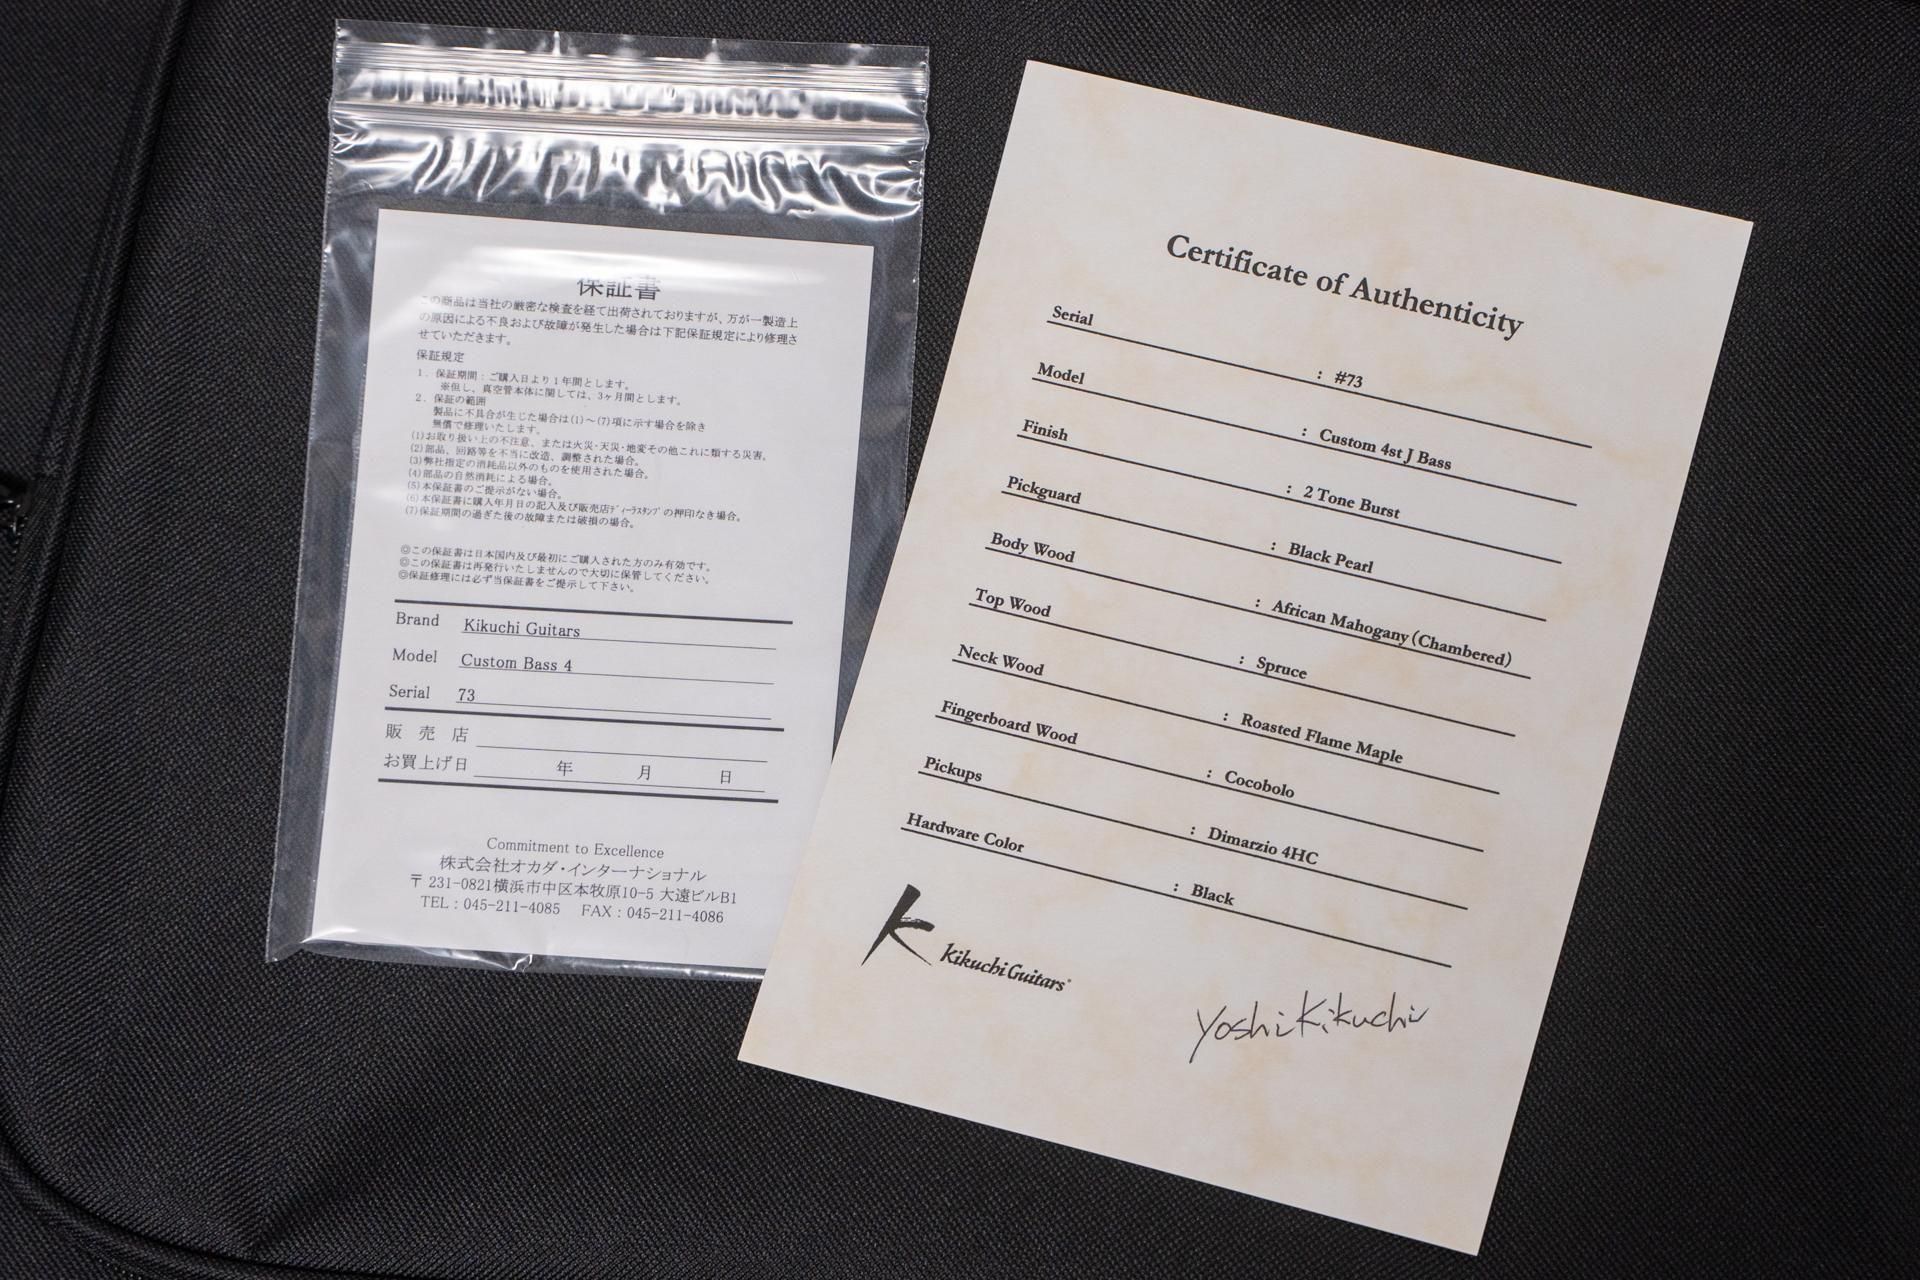 保証書
この商品は当社の厳密な検査を経て出荷されておりますが、万が一製造上
の原因による不良および故障が発生した場合は下記保証規定により修理さ
せていただきます。
保証規定
1. 保証期間：ご購入日より1年間とします。
※但し、真空管本体に関しては、3ヶ月間とします。
2. 保証の範囲
製品に不具合が生じた場合は(1)～(7)項に示す場合を除き
無償で修理いたします。
(1)お取り扱い上の不注意、または火災・天災・地変その他これに類する災害。
(2)部品、回路等を不当に改造、調整された場合。
(3)弊社指定の消耗品以外のものを使用された場合。
(4)部品の自然消耗による場合。
(5)本保証書のご提示がない場合。
(6)本保証書に購入年月日の記入及び販売店ﾃﾞｨｰﾗｽﾀﾝﾌﾟの押印なき場合。
(7)保証期間の過ぎた後の故障または破損の場合。
◎この保証書は日本国内及び最初にご購入された方のみ有効です。
◎この保証書は再発行いたしませんので大切に保管してください。
◎保証修理には必ず当保証書をご提示して下さい。
Brand Kikuchi Guitars
Model Custom Bass 4
Serial 73
販 売 店
お買上げ日 年 月 日
Commitment to Excellence
株式会社オカダ・インターナショナル
〒231-0821横浜市中区本牧原10-5 大遠ビルB1
TEL：045-211-4085 FAX：045-211-4086
Certificate of Authenticity
Serial : #73
Model : Custom 4st J Bass
Finish : 2 Tone Burst
Pickguard : Black Pearl
Body Wood : African Mahogany (Chambered)
Top Wood : Spruce
Neck Wood : Roasted Flame Maple
Fingerboard Wood : Cocobolo
Pickups : Dimarzio 4HC
Hardware Color : Black
K Kikuchi Guitars
Yoshi Kikuchi